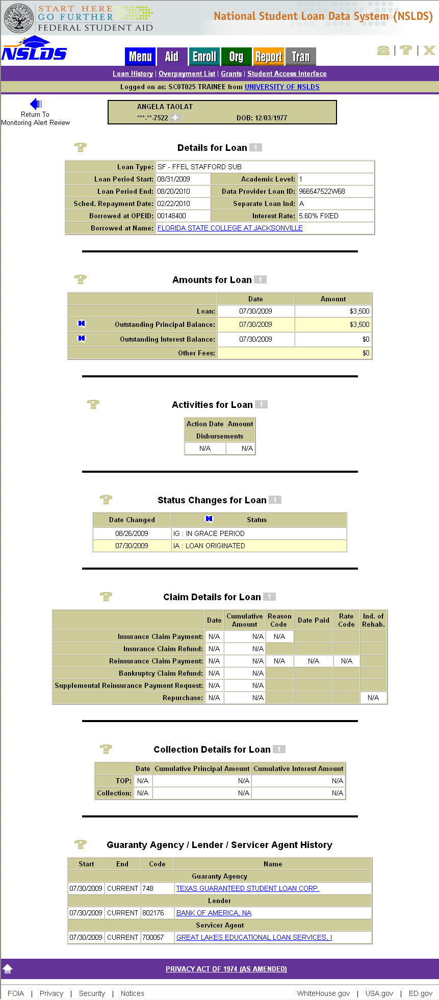 START HERE
GO FURTHER
FEDERAL STUDENT AID
National Student Loan Data System (NSLDS)
NSLDS
Menu Aid Enroll Org Report Tran
Loan History | Overpayment List | Grants | Student Access Interface
Logged on as: SC0T025 TRAINEE from UNIVERSITY OF NSLDS
Return To
Monitoring Alert Review
ANGELA TAOLAT
***-**-7522 DOB: 12/03/1977
Details for Loan 1
Loan Type: SF - FFEL STAFFORD SUB
Loan Period Start: 08/31/2009 Academic Level: 1
Loan Period End: 08/20/2010 Data Provider Loan ID: 966547522W68
Sched. Repayment Date: 02/22/2010 Separate Loan Ind: A
Borrowed at OPEID: 00148400 Interest Rate: 5.60% FIXED
Borrowed at Name: FLORIDA STATE COLLEGE AT JACKSONVILLE
Amounts for Loan 1
Date Amount
Loan: 07/30/2009 $3,500
H Outstanding Principal Balance: 07/30/2009 $3,500
H Outstanding Interest Balance: 07/30/2009 $0
Other Fees: $0
Activities for Loan 1
Action Date Amount
Disbursements
N/A N/A
Status Changes for Loan 1
Date Changed H Status
08/26/2009 IG : IN GRACE PERIOD
07/30/2009 IA : LOAN ORIGINATED
Claim Details for Loan 1
Date Cumulative Amount Reason Code Date Paid Rate Code Ind. of Rehab.
Insurance Claim Payment: N/A N/A N/A
Insurance Claim Refund: N/A N/A
Reinsurance Claim Payment: N/A N/A N/A N/A N/A
Bankruptcy Claim Refund: N/A N/A
Supplemental Reinsurance Payment Request: N/A N/A
Repurchase: N/A N/A N/A
Collection Details for Loan 1
Date Cumulative Principal Amount Cumulative Interest Amount
TOP: N/A N/A N/A
Collection: N/A N/A N/A
Guaranty Agency / Lender / Servicer Agent History
Start End Code Name
Guaranty Agency
07/30/2009 CURRENT 748 TEXAS GUARANTEED STUDENT LOAN CORP.
Lender
07/30/2009 CURRENT 802176 BANK OF AMERICA, NA
Servicer Agent
07/30/2009 CURRENT 700057 GREAT LAKES EDUCATIONAL LOAN SERVICES, I
PRIVACY ACT OF 1974 (AS AMENDED)
FOIA | Privacy | Security | Notices WhiteHouse.gov | USA.gov | ED.gov